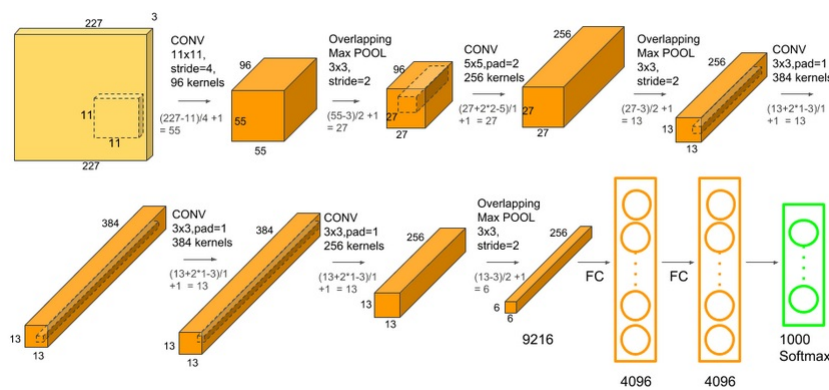 227
3
11
11
227
CONV
11x11,
stride=4,
96 kernels
(227-11)/4 +1
= 55
96
55
55
Overlapping
Max POOL
3x3,
stride=2
(55-3)/2 +1
= 27
96
27
27
CONV
5x5,pad=2
256 kernels
(27+2*2-5)/1
+1 = 27
256
27
27
Overlapping
Max POOL
3x3,
stride=2
(27-3)/2 +1
= 13
256
13
13
CONV
3x3,pad=1
384 kernels
(13+2*1-3)/1
+1 = 13
384
13
13
CONV
3x3,pad=1
384 kernels
(13+2*1-3)/1
+1 = 13
384
13
13
CONV
3x3,pad=1
256 kernels
(13+2*1-3)/1
+1 = 13
256
13
13
Overlapping
Max POOL
3x3,
stride=2
(13-3)/2 +1
= 6
256
6
6
9216
FC
4096
FC
4096
1000
Softmax